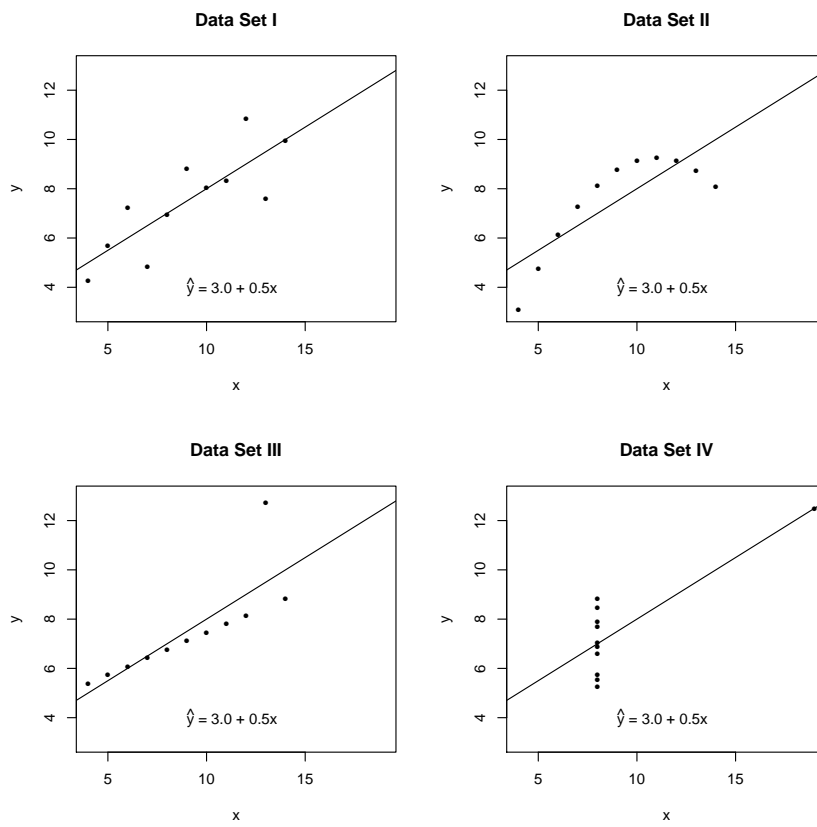 Data Set I
Data Set II
y
4 6 8 10 12
ŷ = 3.0 + 0.5x
5 10 15
x
y
4 6 8 10 12
ŷ = 3.0 + 0.5x
5 10 15
x
Data Set III
Data Set IV
y
4 6 8 10 12
ŷ = 3.0 + 0.5x
5 10 15
x
y
4 6 8 10 12
ŷ = 3.0 + 0.5x
5 10 15
x